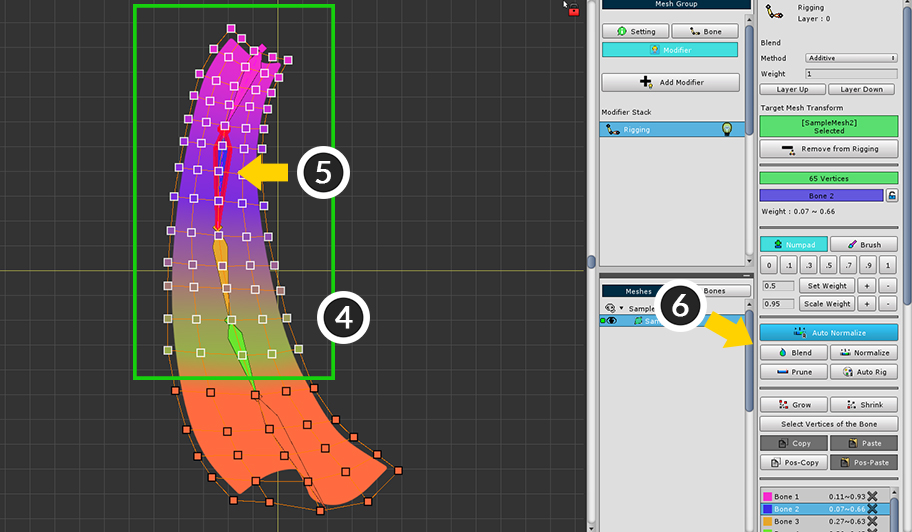 Mesh Group
Setting
Bone
Modifier
Add Modifier
Modifier Stack
Rigging
Meshes
Bones
Sample
Sam
Rigging
Layer : 0
Blend
Method
Additive
Weight
1
Layer Up
Layer Down
Target Mesh Transform
[SampleMesh2]
Selected
Remove from Rigging
65 Vertices
Bone 2
Weight : 0.07 ~ 0.66
Numpad
Brush
0 .1 .3 .5 .7 .9 1
0.5 Set Weight + -
0.95 Scale Weight + -
Auto Normalize
Blend
Normalize
Prune
Auto Rig
Grow
Shrink
Select Vertices of the Bone
Copy
Paste
Pos-Copy
Pos-Paste
Bone 1 0.11~0.93
Bone 2 0.07~0.66
Bone 3 0.27~0.63
5
4
6